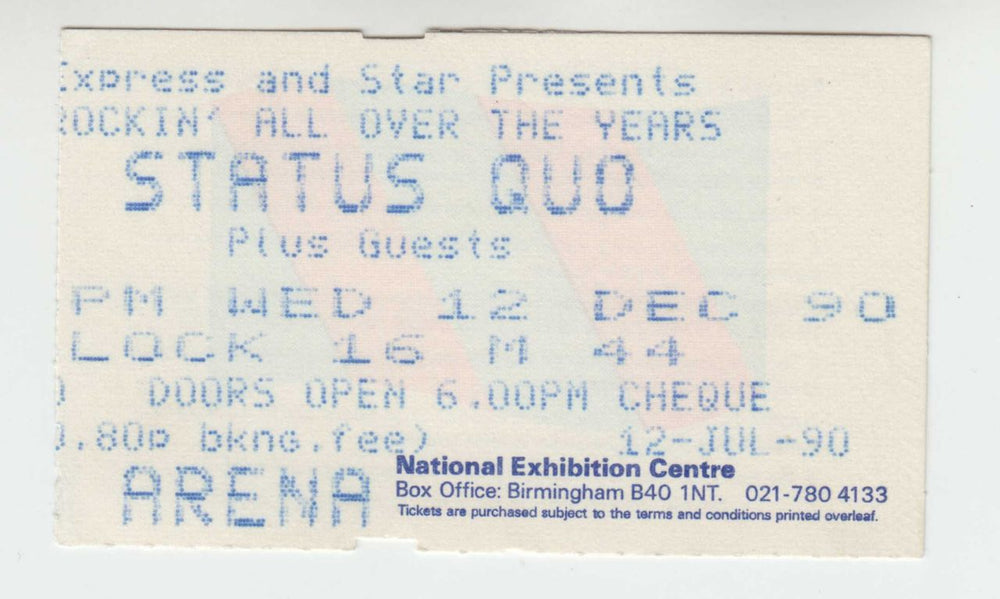 Express and Star Presents
ROCKIN' ALL OVER THE YEARS
STATUS QUO
Plus Guests
PM WED 12 DEC 90
LOCK 16 M 44
DOORS OPEN 6.00PM CHEQUE
.80p bkng.fee) 12-JUL-90
ARENA
National Exhibition Centre
Box Office: Birmingham B40 1NT. 021-780 4133
Tickets are purchased subject to the terms and conditions printed overleaf.